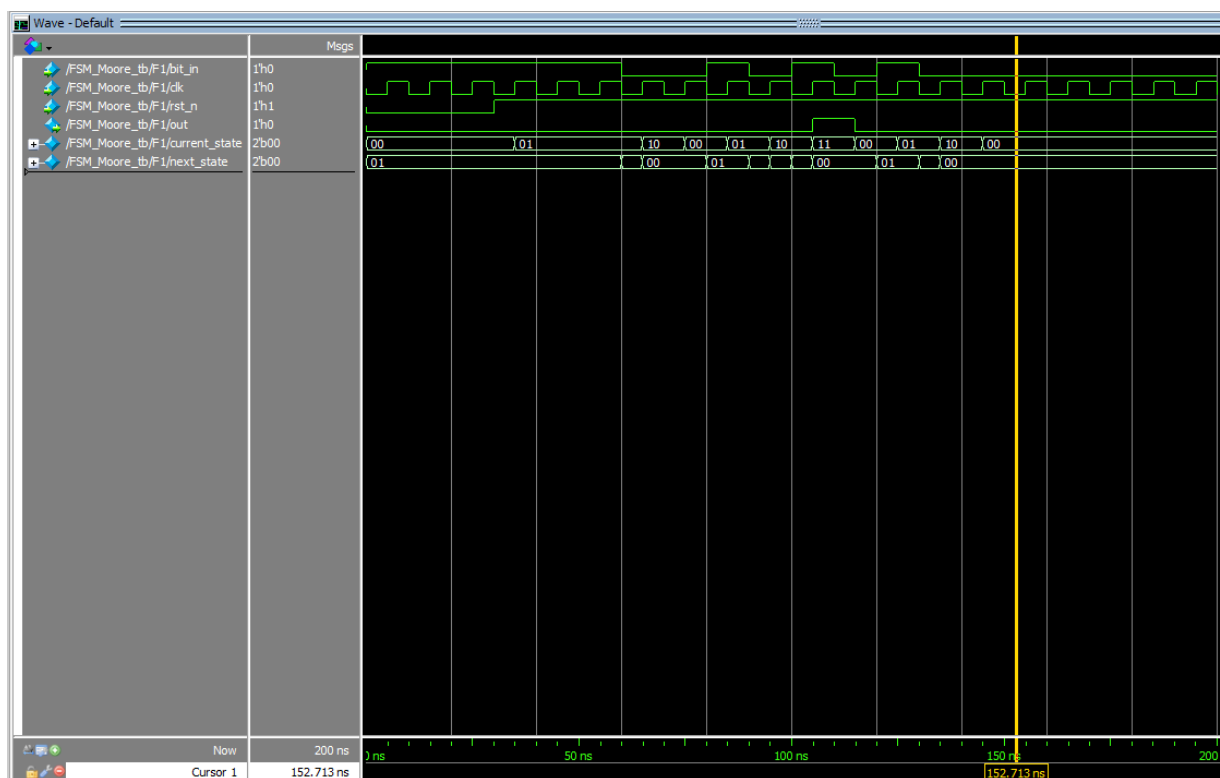 Wave - Default
Msgs
/FSM_Moore_tb/F1/bit_in 1'h0
/FSM_Moore_tb/F1/clk 1'h0
/FSM_Moore_tb/F1/rst_n 1'h1
/FSM_Moore_tb/F1/out 1'h0
/FSM_Moore_tb/F1/current_state 2'b00 00 01 10 00 01 10 11 00 01 10 00
/FSM_Moore_tb/F1/next_state 2'b00 01 00 01 00 01 00
Now 200 ns
50 ns 100 ns 150 ns 200
Cursor 1 152.713 ns 152.713 ns